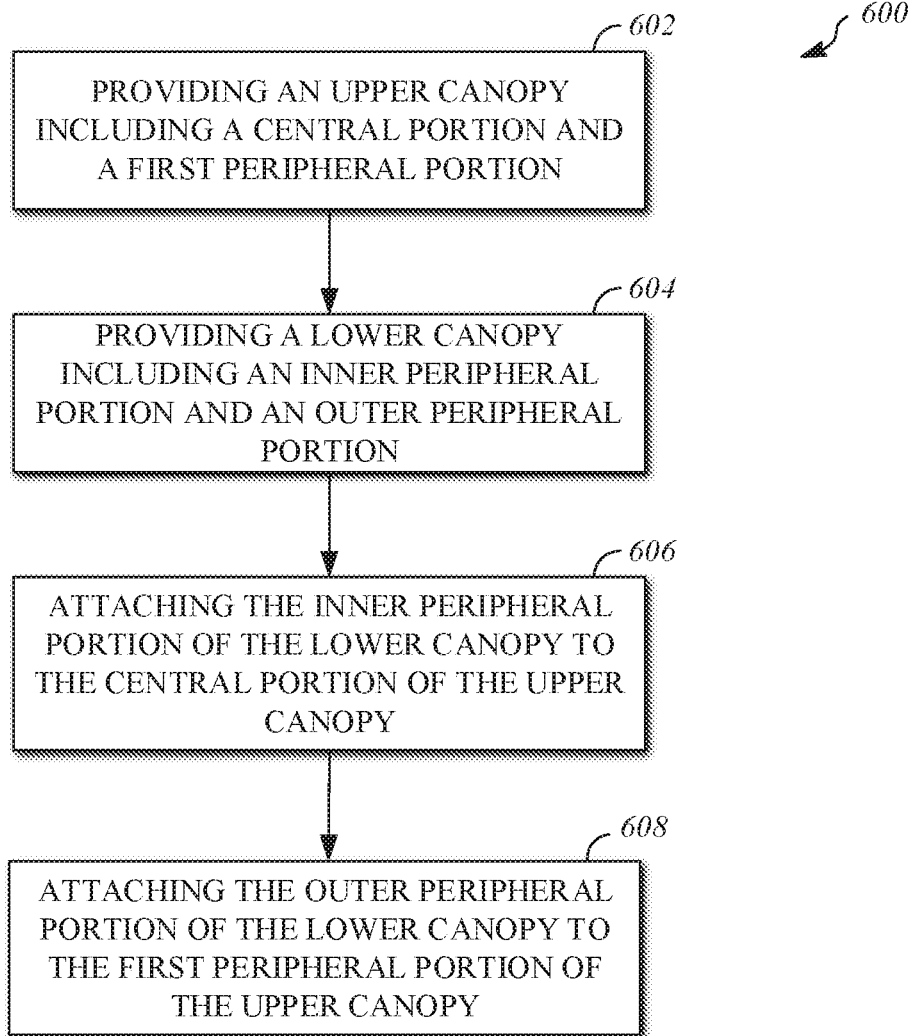 600
602
PROVIDING AN UPPER CANOPY
INCLUDING A CENTRAL PORTION AND
A FIRST PERIPHERAL PORTION
604
PROVIDING A LOWER CANOPY
INCLUDING AN INNER PERIPHERAL
PORTION AND AN OUTER PERIPHERAL
PORTION
606
ATTACHING THE INNER PERIPHERAL
PORTION OF THE LOWER CANOPY TO
THE CENTRAL PORTION OF THE UPPER
CANOPY
608
ATTACHING THE OUTER PERIPHERAL
PORTION OF THE LOWER CANOPY TO
THE FIRST PERIPHERAL PORTION OF
THE UPPER CANOPY